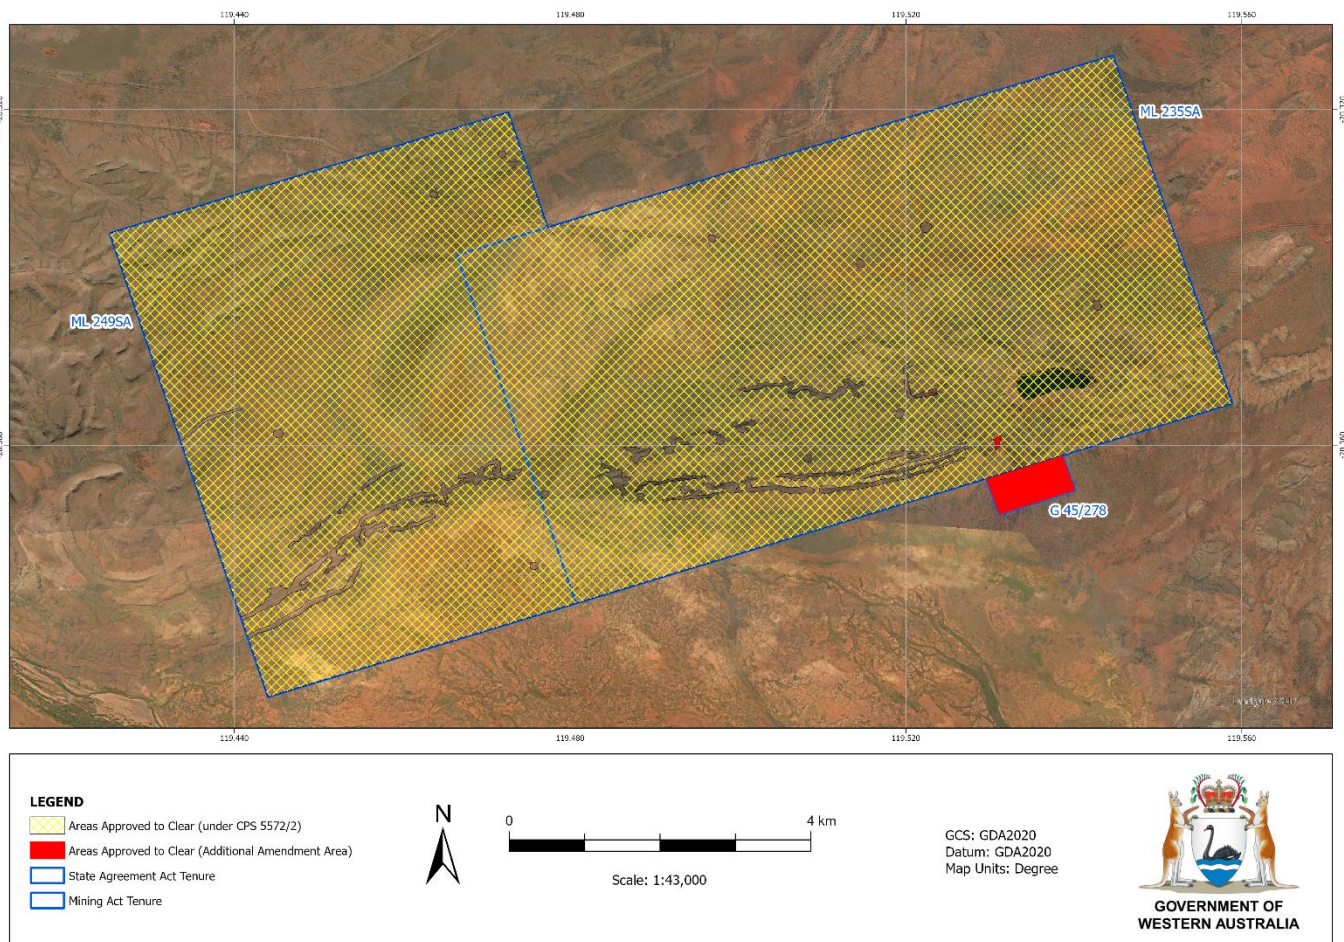 119.440
119.480
119.520
119.560
ML 235SA
ML 249SA
G 45/278
119.440
119.480
119.520
119.560
LEGEND
Areas Approved to Clear (under CPS 5572/2)
Areas Approved to Clear (Additional Amendment Area)
State Agreement Act Tenure
Mining Act Tenure
N
0
4 km
Scale: 1:43,000
GCS: GDA2020
Datum: GDA2020
Map Units: Degree
GOVERNMENT OF
WESTERN AUSTRALIA